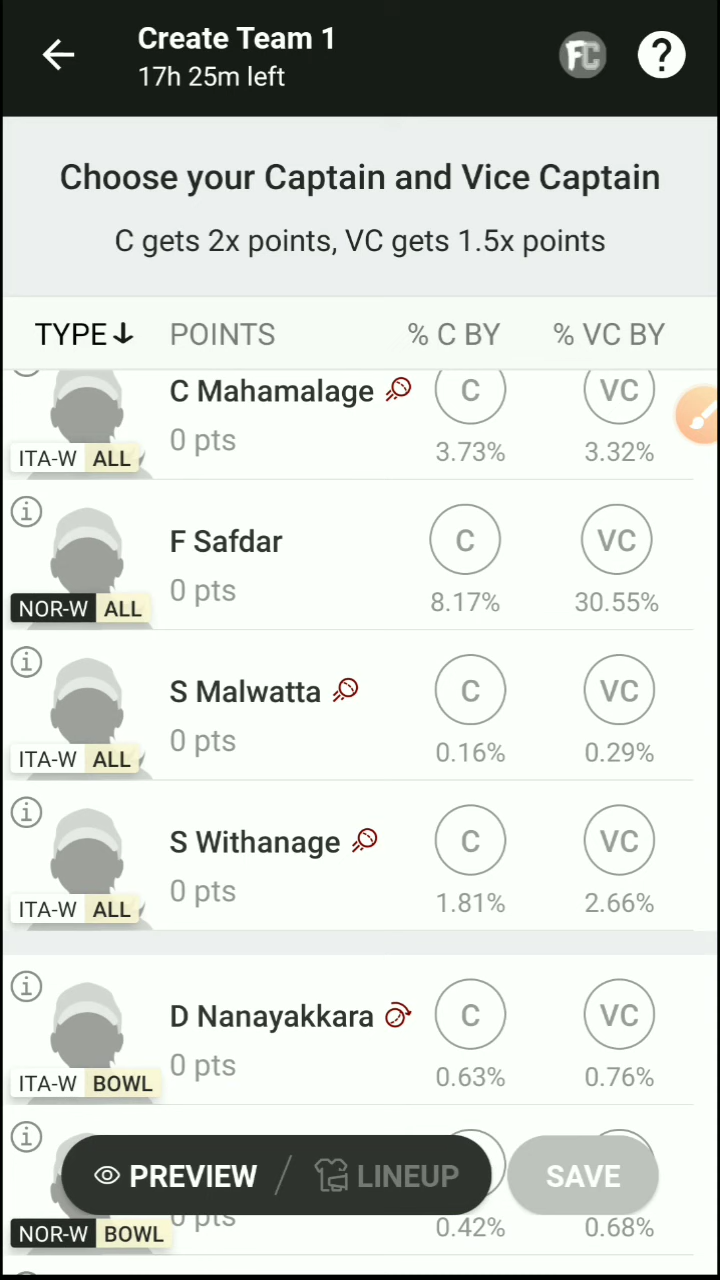 Create Team 1
17h 25m left
FC
?
Choose your Captain and Vice Captain
C gets 2x points, VC gets 1.5x points
TYPE POINTS % C BY % VC BY
C Mahamalage C VC
0 pts 3.73% 3.32%
ITA-W ALL
i F Safdar C VC
0 pts 8.17% 30.55%
NOR-W ALL
i S Malwatta C VC
0 pts 0.16% 0.29%
ITA-W ALL
i S Withanage C VC
0 pts 1.81% 2.66%
ITA-W ALL
i D Nanayakkara C VC
0 pts 0.63% 0.76%
ITA-W BOWL
i
PREVIEW / LINEUP SAVE
0 pts 0.42% 0.68%
NOR-W BOWL